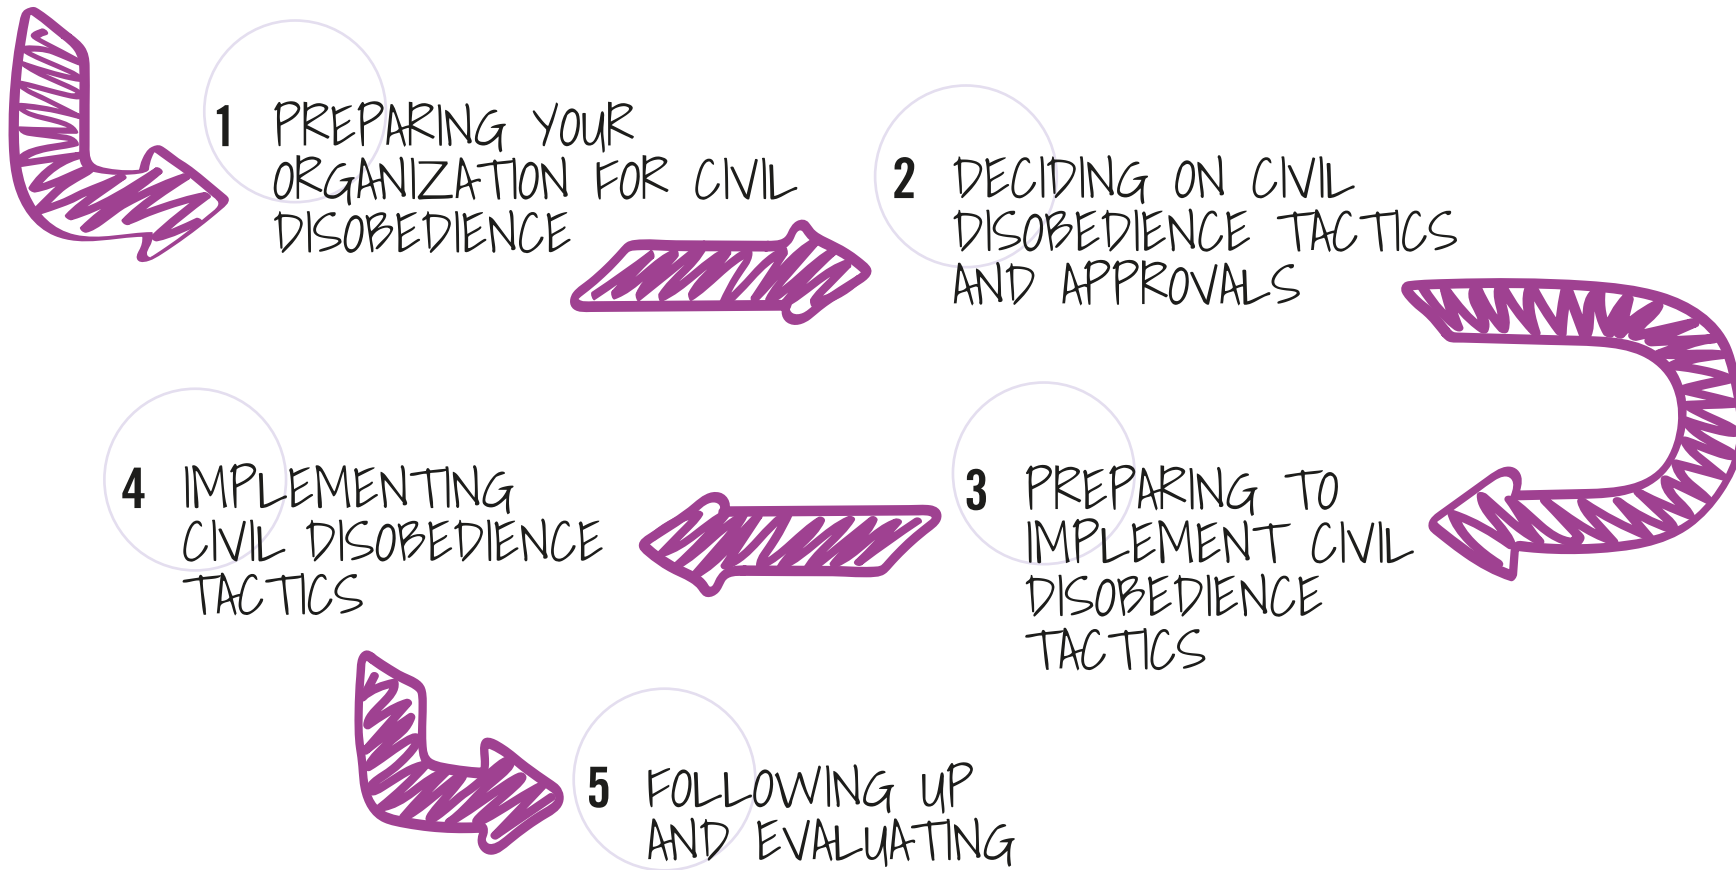 1 PREPARING YOUR
ORGANIZATION FOR CIVIL
DISOBEDIENCE
2 DECIDING ON CIVIL
DISOBEDIENCE TACTICS
AND APPROVALS
3 PREPARING TO
IMPLEMENT CIVIL
DISOBEDIENCE
TACTICS
4 IMPLEMENTING
CIVIL DISOBEDIENCE
TACTICS
5 FOLLOWING UP
AND EVALUATING